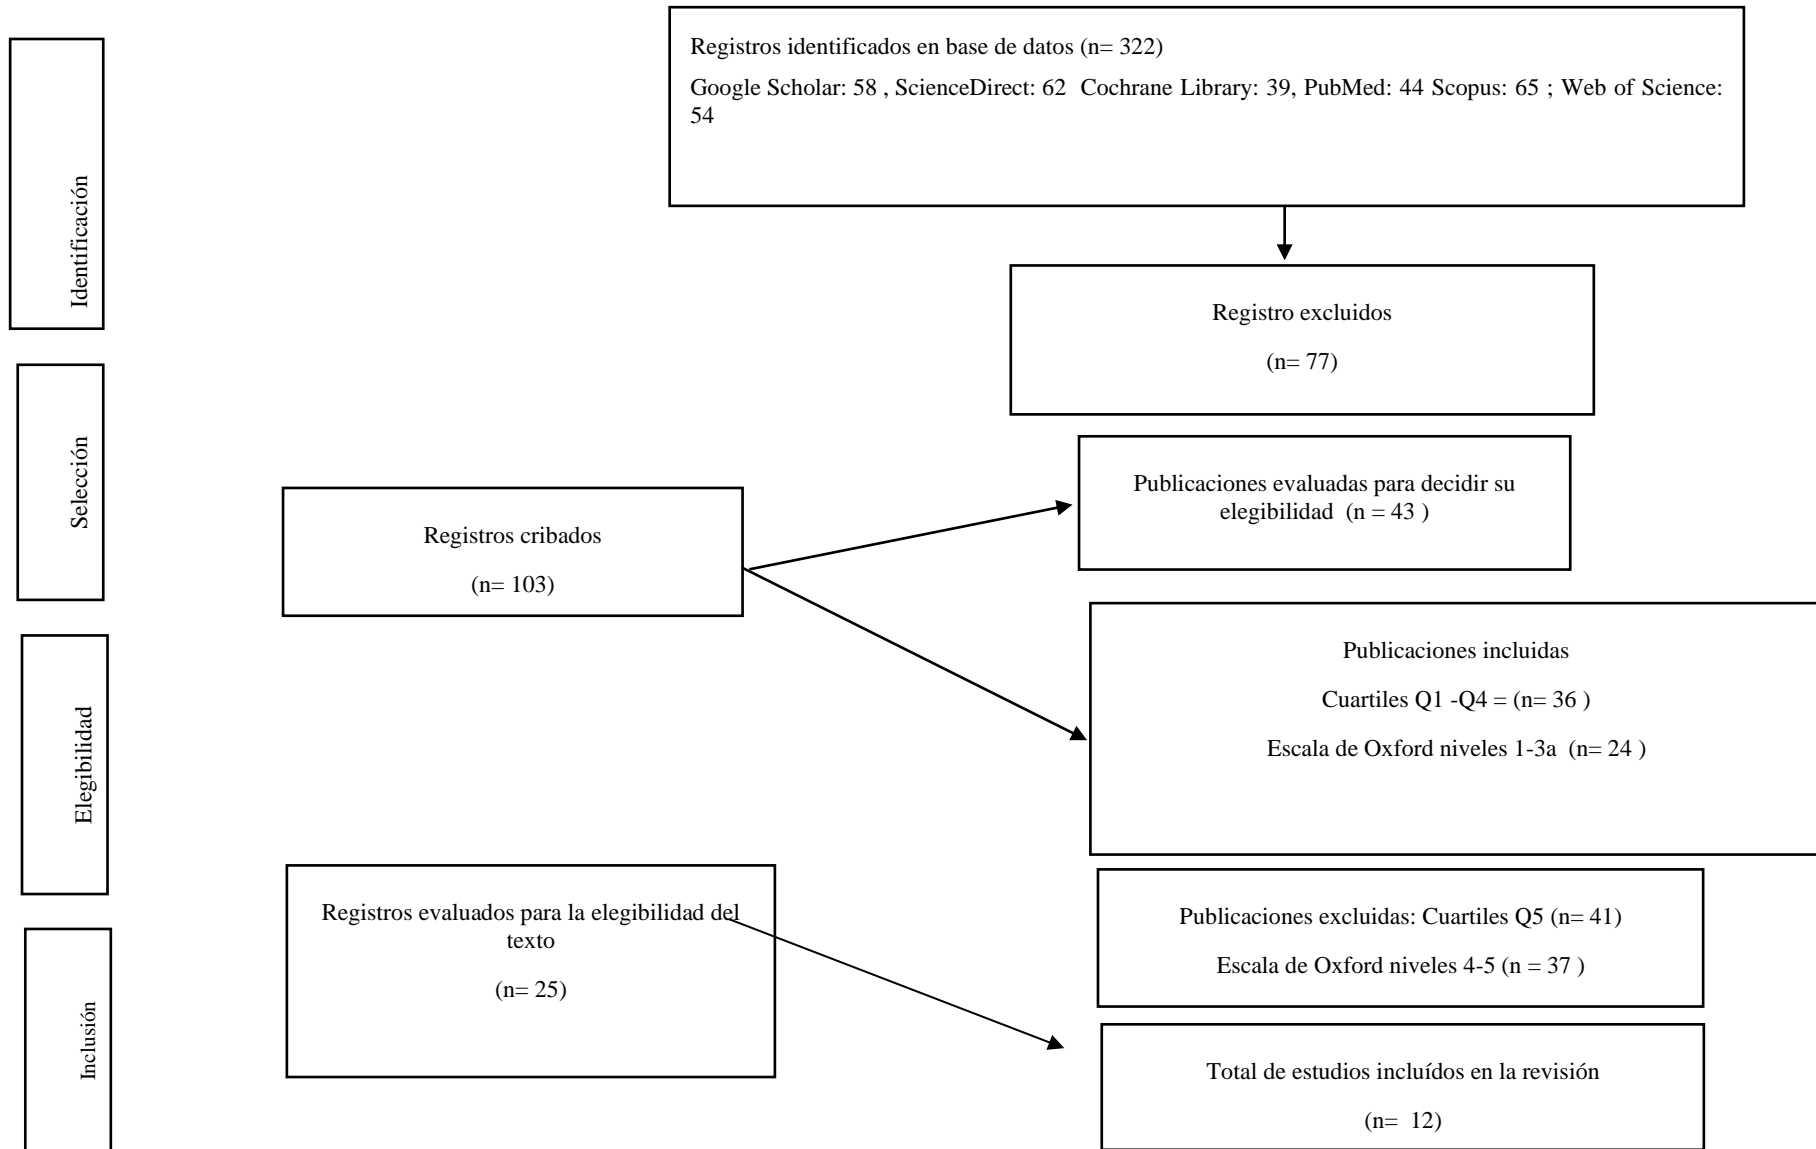 Registros identificados en base de datos (n= 322)
Google Scholar: 58 , ScienceDirect: 62  Cochrane Library: 39, PubMed: 44 Scopus: 65 ; Web of Science:
54
Identificación
Registro excluidos
(n= 77)
Selección
Publicaciones evaluadas para decidir su
elegibilidad  (n = 43 )
Registros cribados
(n= 103)
Publicaciones incluidas
Cuartiles Q1 -Q4 = (n= 36 )
Escala de Oxford niveles 1-3a  (n= 24 )
Elegibilidad
Registros evaluados para la elegibilidad del
texto
(n= 25)
Publicaciones excluidas: Cuartiles Q5 (n= 41)
Escala de Oxford niveles 4-5 (n = 37 )
Inclusión
Total de estudios incluídos en la revisión
(n=  12)